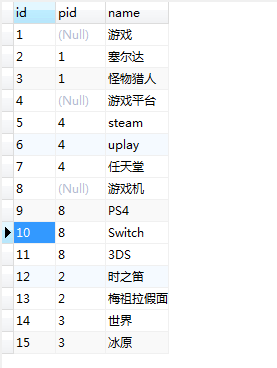 id pid name
1 (Null) 游戏
2 1 塞尔达
3 1 怪物猎人
4 (Null) 游戏平台
5 4 steam
6 4 uplay
7 4 任天堂
8 (Null) 游戏机
9 8 PS4
10 8 Switch
11 8 3DS
12 2 时之笛
13 2 梅祖拉假面
14 3 世界
15 3 冰原